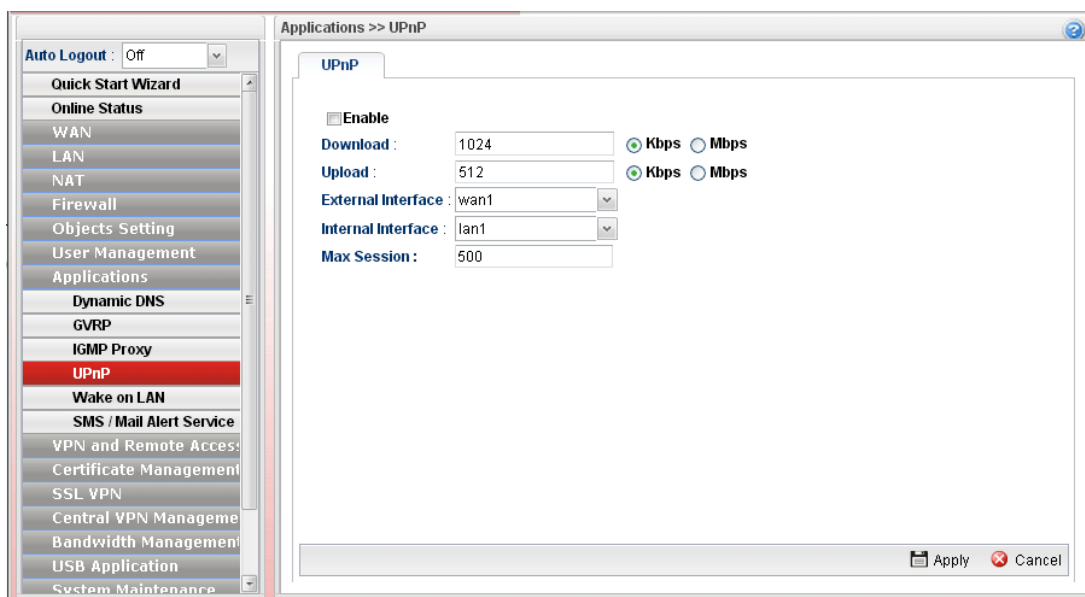 Applications >> UPnP
Auto Logout : Off
Quick Start Wizard
Online Status
WAN
LAN
NAT
Firewall
Objects Setting
User Management
Applications
Dynamic DNS
GVRP
IGMP Proxy
UPnP
Wake on LAN
SMS / Mail Alert Service
VPN and Remote Access
Certificate Management
SSL VPN
Central VPN Manageme
Bandwidth Management
USB Application
System Maintenance
UPnP
Enable
Download : 1024 Kbps Mbps
Upload : 512 Kbps Mbps
External Interface : wan1
Internal Interface : lan1
Max Session : 500
Apply Cancel